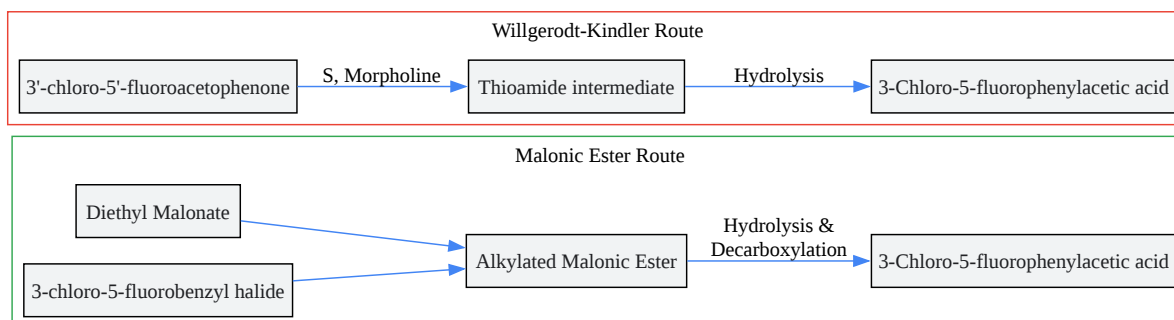 Willgerodt-Kindler Route
3'-chloro-5'-fluoroacetophenone
S, Morpholine
Thioamide intermediate
Hydrolysis
3-Chloro-5-fluorophenylacetic acid
Malonic Ester Route
Diethyl Malonate
3-chloro-5-fluorobenzyl halide
Alkylated Malonic Ester
Hydrolysis &
Decarboxylation
3-Chloro-5-fluorophenylacetic acid